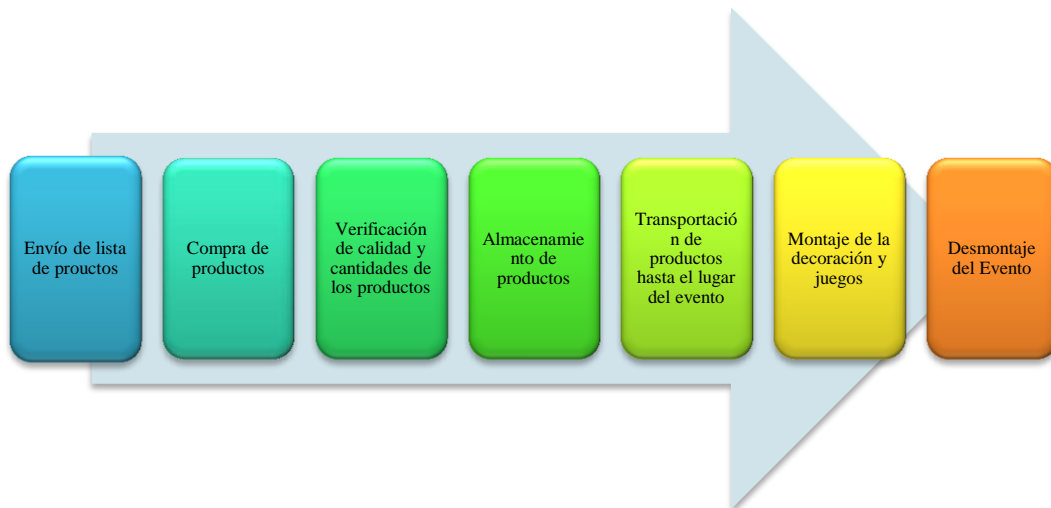 Envío de lista
de prouctos
Compra de
productos
Verificación
de calidad y
cantidades de
los productos
Almacenamie
nto de
productos
Transportació
n de
productos
hasta el lugar
del evento
Montaje de la
decoración y
juegos
Desmontaje
del Evento